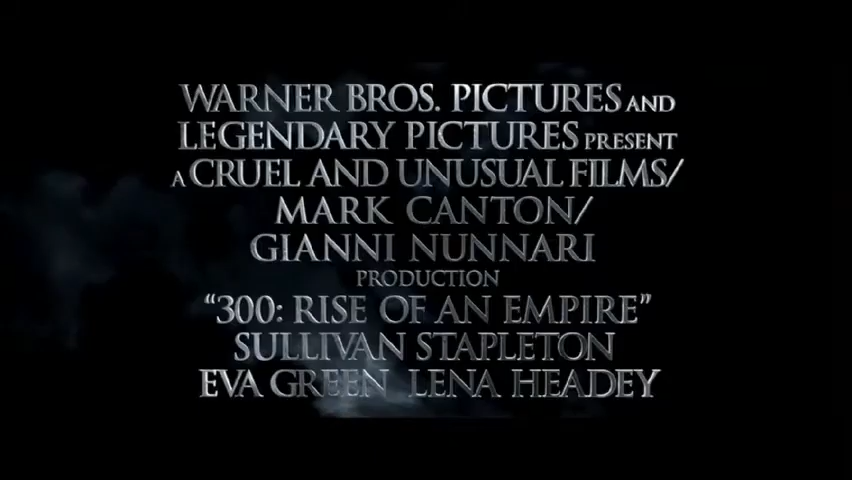 WARNER BROS. PICTURES AND
LEGENDARY PICTURES PRESENT
A CRUEL AND UNUSUAL FILMS/
MARK CANTON/
GIANNI NUNNARI
PRODUCTION
“300: RISE OF AN EMPIRE”
SULLIVAN STAPLETON
EVA GREEN LENA HEADEY